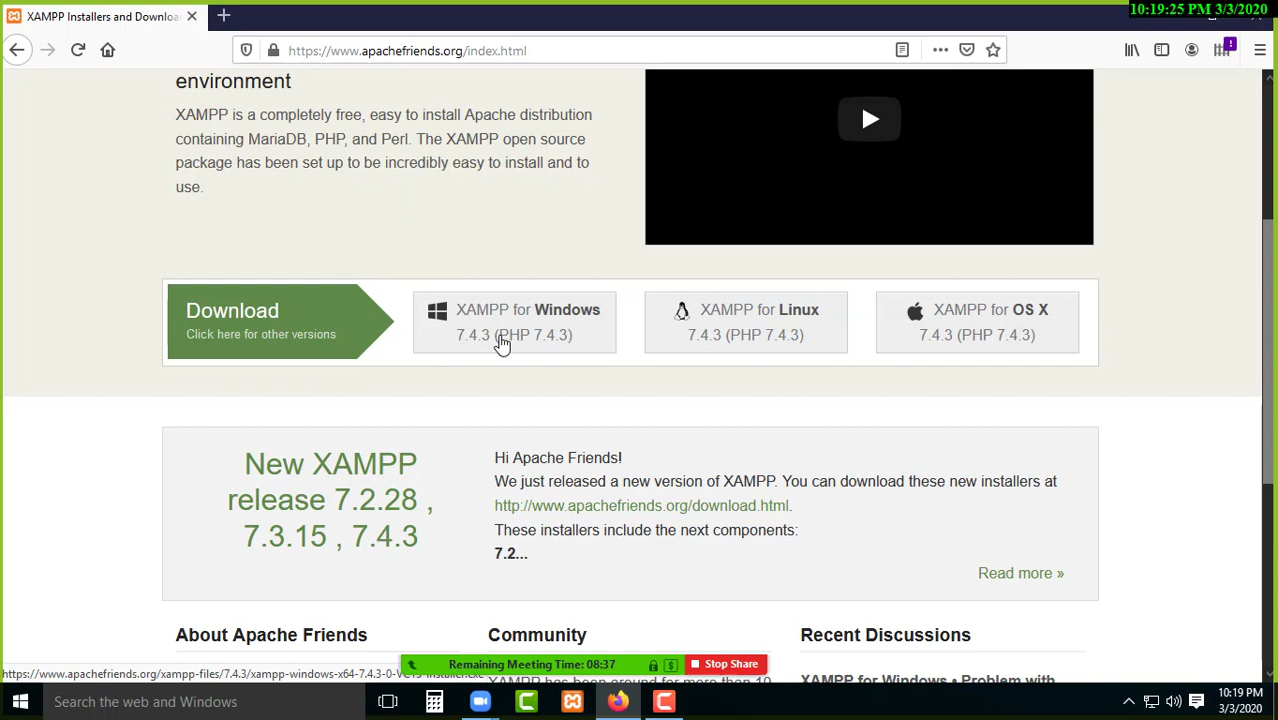 10:19:25 PM 3/3/2020
XAMPP Installers and Downloa
https://www.apachefriends.org/index.html
environment
XAMPP is a completely free, easy to install Apache distribution
containing MariaDB, PHP, and Perl. The XAMPP open source
package has been set up to be incredibly easy to install and to
use.
Download
Click here for other versions
XAMPP for Windows
7.4.3 (PHP 7.4.3)
XAMPP for Linux
7.4.3 (PHP 7.4.3)
XAMPP for OS X
7.4.3 (PHP 7.4.3)
New XAMPP
release 7.2.28 ,
7.3.15 , 7.4.3
Hi Apache Friends!
We just released a new version of XAMPP. You can download these new installers at
http://www.apachefriends.org/download.html.
These installers include the next components:
7.2...
Read more »
About Apache Friends
Community
Recent Discussions
Remaining Meeting Time: 08:37
Stop Share
https://www.apachefriends.org/xampp-files/7.4.3/xampp-windows-x64-7.4.3-0-VC15-installer.exe
XAMPP has been around for more than 10
XAMPP for Windows • Problem with
Search the web and Windows
10:19 PM
3/3/2020